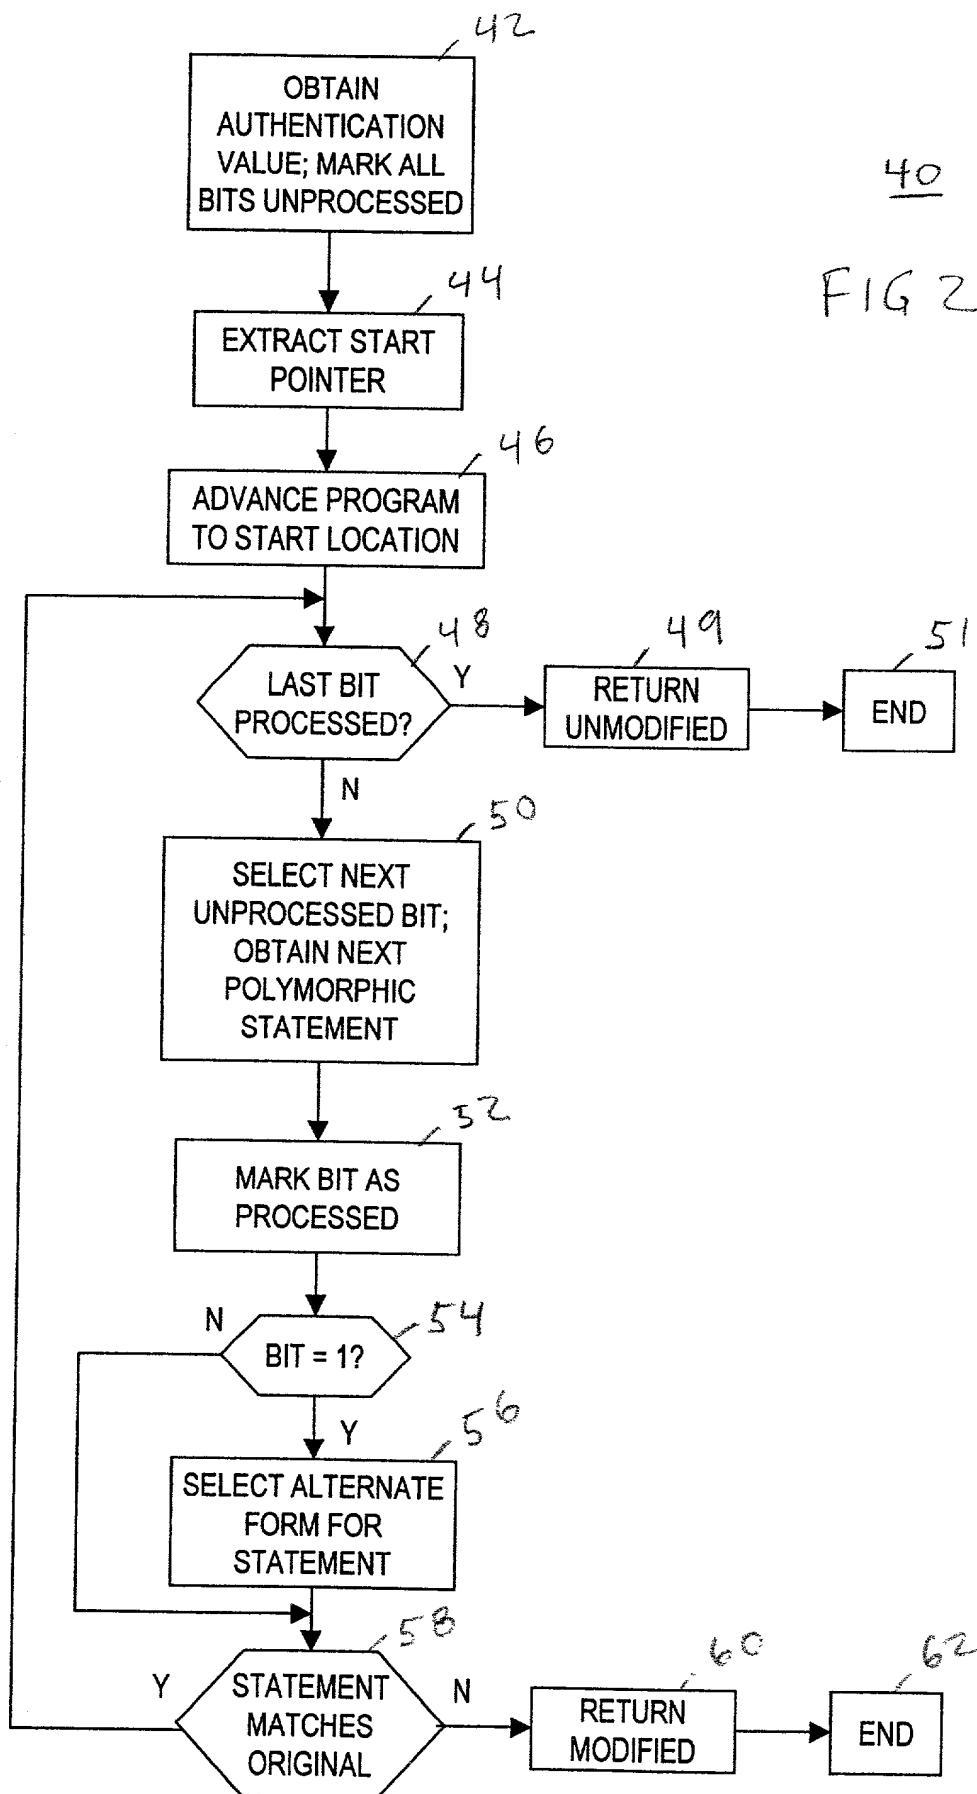 42
OBTAIN
AUTHENTICATION
VALUE; MARK ALL
BITS UNPROCESSED
40
FIG 2
44
EXTRACT START
POINTER
46
ADVANCE PROGRAM
TO START LOCATION
48
LAST BIT
PROCESSED?
Y
49
RETURN
UNMODIFIED
51
END
N
50
SELECT NEXT
UNPROCESSED BIT;
OBTAIN NEXT
POLYMORPHIC
STATEMENT
52
MARK BIT AS
PROCESSED
N
54
BIT = 1?
Y
56
SELECT ALTERNATE
FORM FOR
STATEMENT
58
Y
STATEMENT
MATCHES
ORIGINAL
N
60
RETURN
MODIFIED
62
END